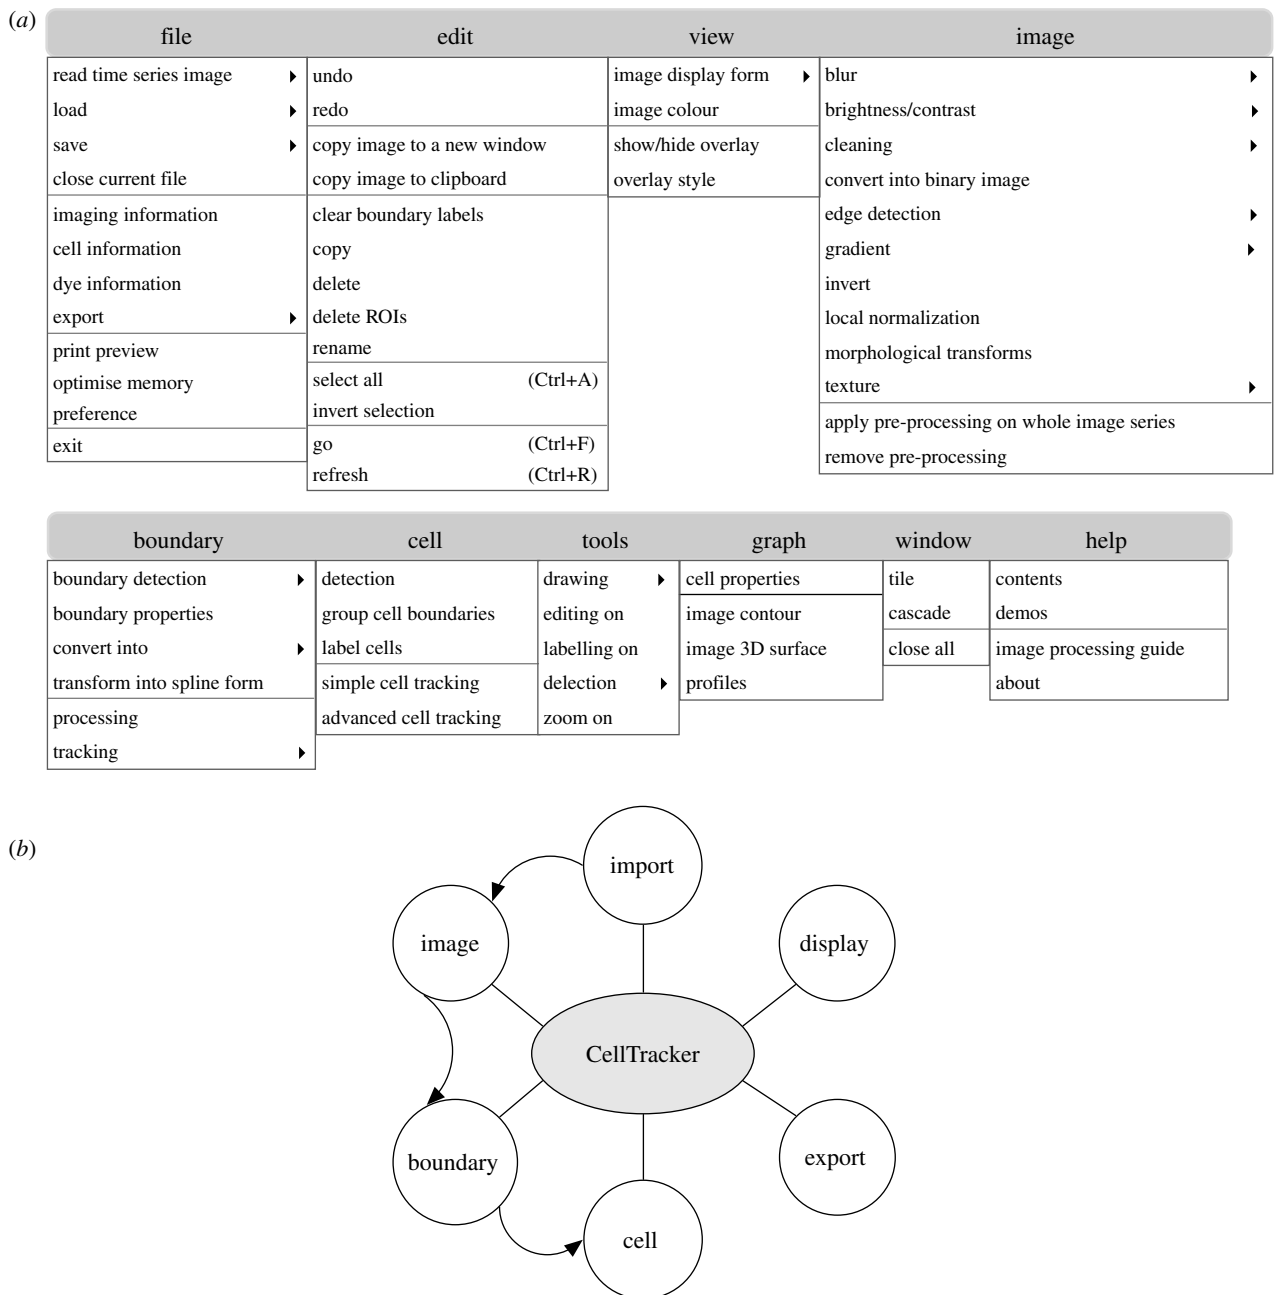 (a)
file
edit
view
image
read time series image
load
save
close current file
imaging information
cell information
dye information
export
print preview
optimise memory
preference
exit
undo
redo
copy image to a new window
copy image to clipboard
clear boundary labels
copy
delete
delete ROIs
rename
select all (Ctrl+A)
invert selection
go (Ctrl+F)
refresh (Ctrl+R)
image display form
image colour
show/hide overlay
overlay style
blur
brightness/contrast
cleaning
convert into binary image
edge detection
gradient
invert
local normalization
morphological transforms
texture
apply pre-processing on whole image series
remove pre-processing
boundary
cell
tools
graph
window
help
boundary detection
boundary properties
convert into
transform into spline form
processing
tracking
detection
group cell boundaries
label cells
simple cell tracking
advanced cell tracking
drawing
editing on
labelling on
delection
zoom on
cell properties
image contour
image 3D surface
profiles
tile
cascade
close all
contents
demos
image processing guide
about
(b)
import
image
display
CellTracker
boundary
export
cell